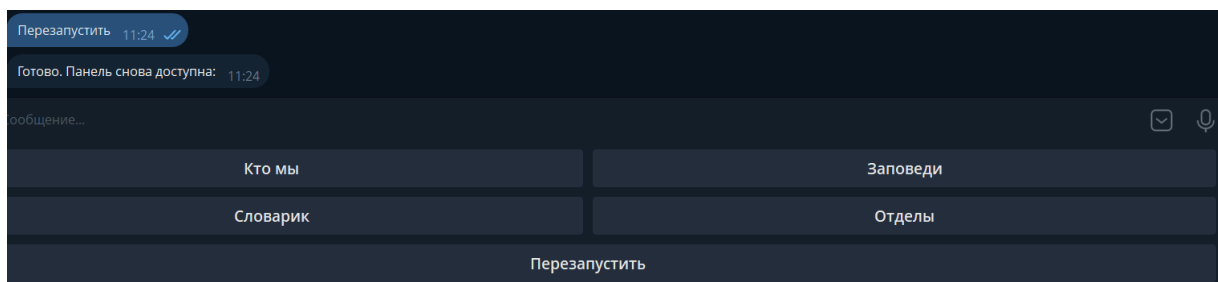 Перезапустить 11:24
Готово. Панель снова доступна: 11:24
ообщение...
Кто мы Заповеди
Словарик Отделы
Перезапустить